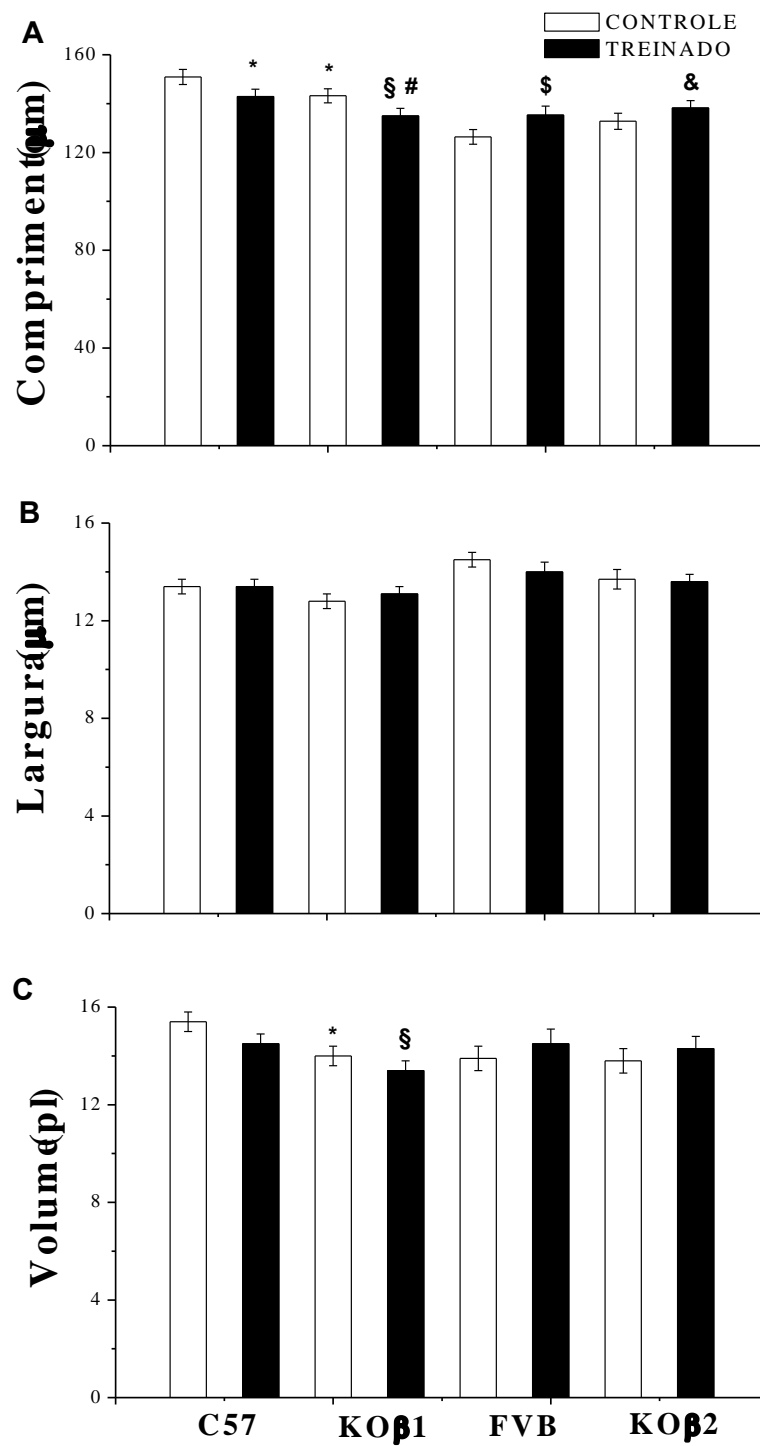 CONTROLE
TREINADO
A
160
120
80
40
0
Comprimento(μm)
*
*
§ #
$
&
B
16
12
8
4
0
Largura(μm)
C
16
12
8
4
0
Volume(pl)
*
§
C57
KOβ1
FVB
KOβ2